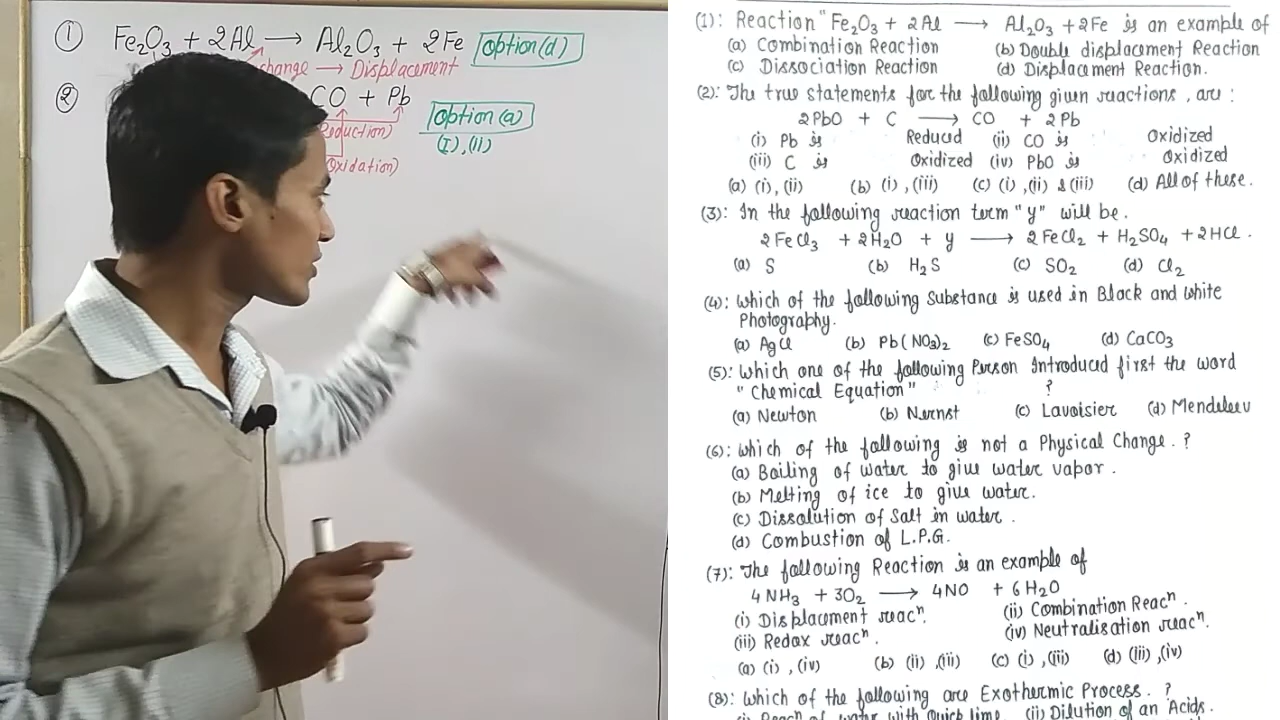 ① Fe₂O₃ + 2Al → Al₂O₃ + 2Fe Option(d)
change → Displacement
② CO + Pb Option(a)
Reduction) (I),(II)
Oxidation)
(1): Reaction" Fe₂O₃ + 2Al → Al₂O₃ + 2Fe is an example of
(a) Combination Reaction (b) Double displacement Reaction
(c) Dissociation Reaction (d) Displacement Reaction.
(2): The true statements for the following given reactions, are :
2PbO + C → CO + 2Pb
(i) Pb is Reduced (ii) CO is Oxidized
(iii) C is Oxidized (iv) PbO is Oxidized
(a) (i), (ii) (b) (i), (iii) (c) (i), (ii) & (iii) (d) All of these.
(3): In the following reaction term "y" will be.
2FeCl₃ + 2H₂O + y → 2FeCl₂ + H₂SO₄ + 2HCl.
(a) S (b) H₂S (c) SO₂ (d) Cl₂
(4): Which of the following Substance is used in Black and white
Photography.
(a) AgCl (b) Pb(NO₃)₂ (c) FeSO₄ (d) CaCO₃
(5): Which one of the following Person Introduced first the word
"Chemical Equation" ?
(a) Newton (b) Nernst (c) Lavoisier (d) Mendeleev
(6): Which of the following is not a Physical Change. ?
(a) Boiling of water to give water vapor.
(b) Melting of ice to give water.
(c) Dissolution of Salt in water.
(d) Combustion of L.P.G.
(7): The following Reaction is an example of
4NH₃ + 3O₂ → 4NO + 6H₂O
(i) Displacement reacⁿ. (ii) Combination Reacⁿ.
(iii) Redox reacⁿ. (iv) Neutralisation reacⁿ.
(a) (i), (iv) (b) (ii), (iii) (c) (i), (iii) (d) (iii), (iv)
(8): Which of the following are Exothermic Process. ?
(i) Reacⁿ of water with Quick lime. (ii) Dilution of an Acids.